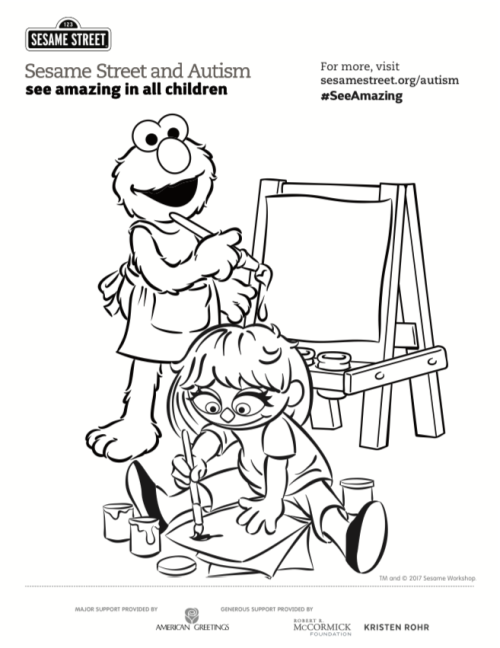 123
SESAME STREET
Sesame Street and Autism
see amazing in all children
For more, visit
sesamestreet.org/autism
#SeeAmazing
TM and © 2017 Sesame Workshop
MAJOR SUPPORT PROVIDED BY
AMERICAN GREETINGS
GENEROUS SUPPORT PROVIDED BY
ROBERT R.
McCORMICK
FOUNDATION
KRISTEN ROHR